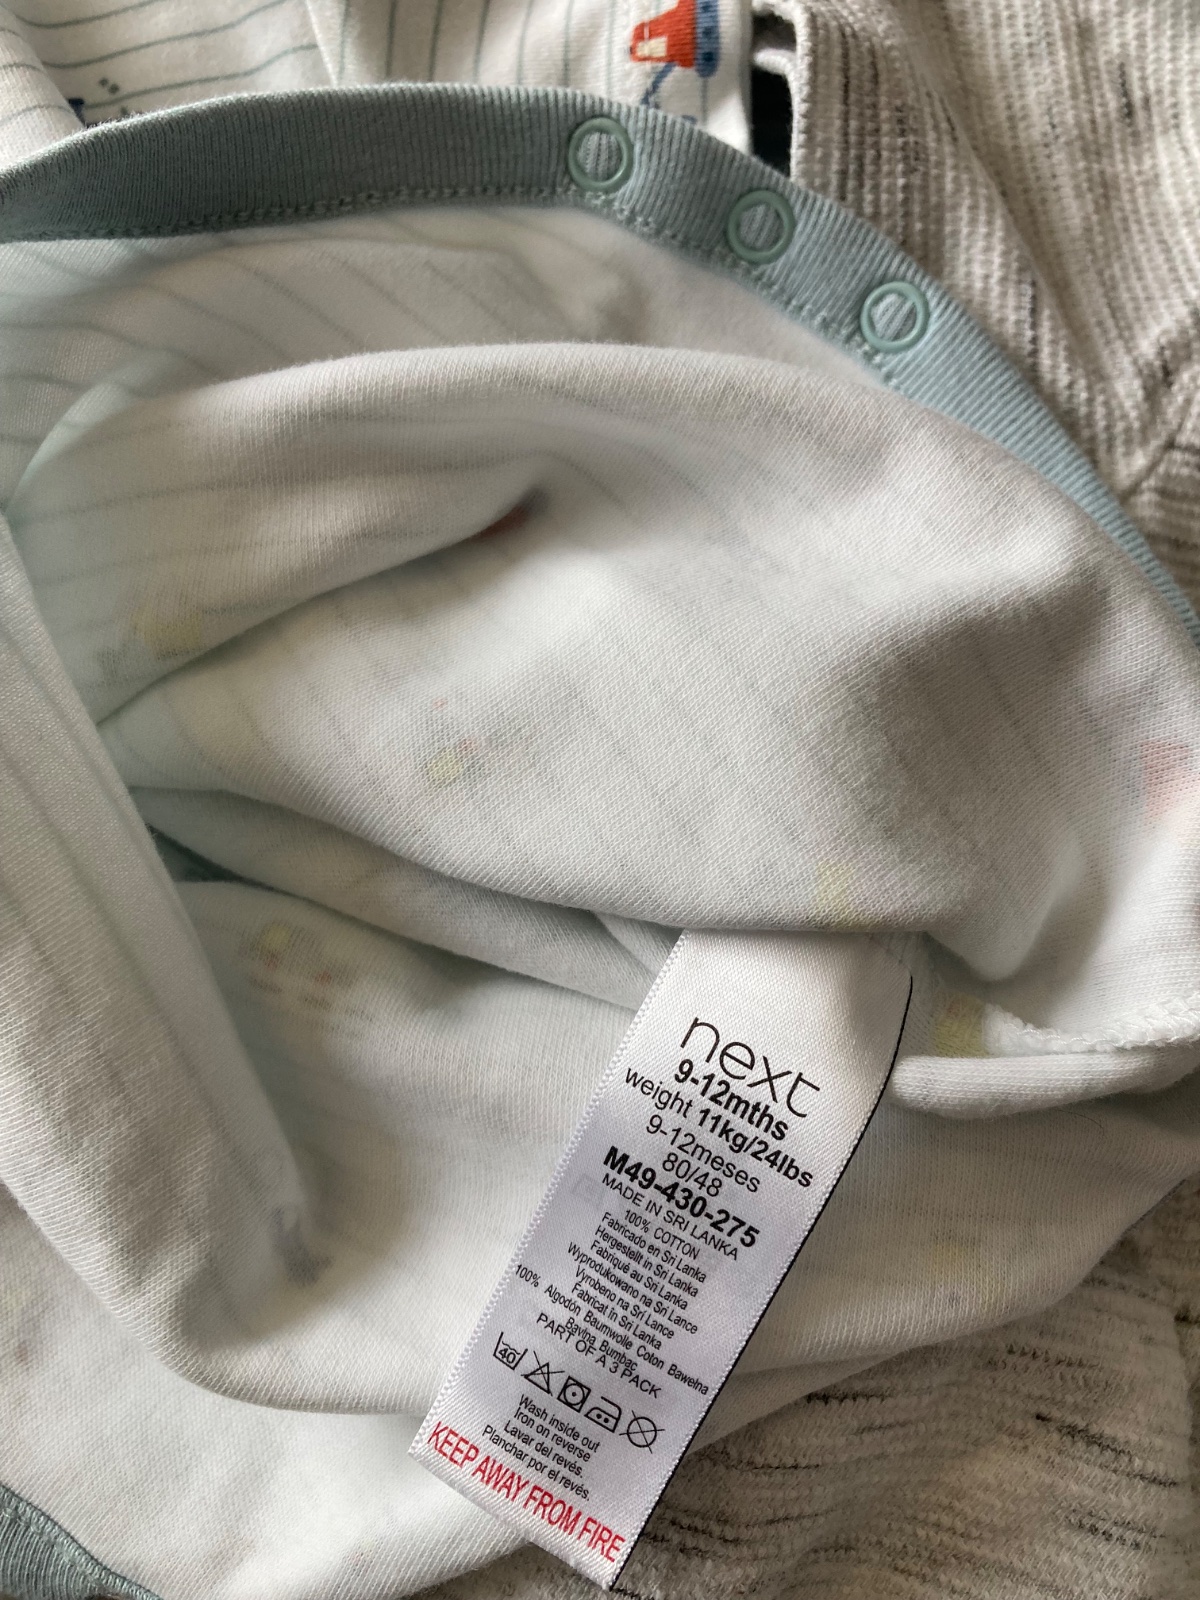 next
9-12mths
weight 11kg/24lbs
9-12meses
80/48
M49-430-275
MADE IN SRI LANKA
100% COTTON
Fabricado en Sri Lanka
Hergestellt in Sri Lanka
Fabriqué au Sri Lanka
Wyprodukowano na Sri Lanka
Vyrobeno na Srí Lance
Fabricat in Sri Lanka
100% Algodón Baumwolle Coton Bawełna
Bavlna Bumbac
PART OF A 3 PACK
40
Wash inside out
Iron on reverse
Lavar del revés.
Planchar por el revés.
KEEP AWAY FROM FIRE